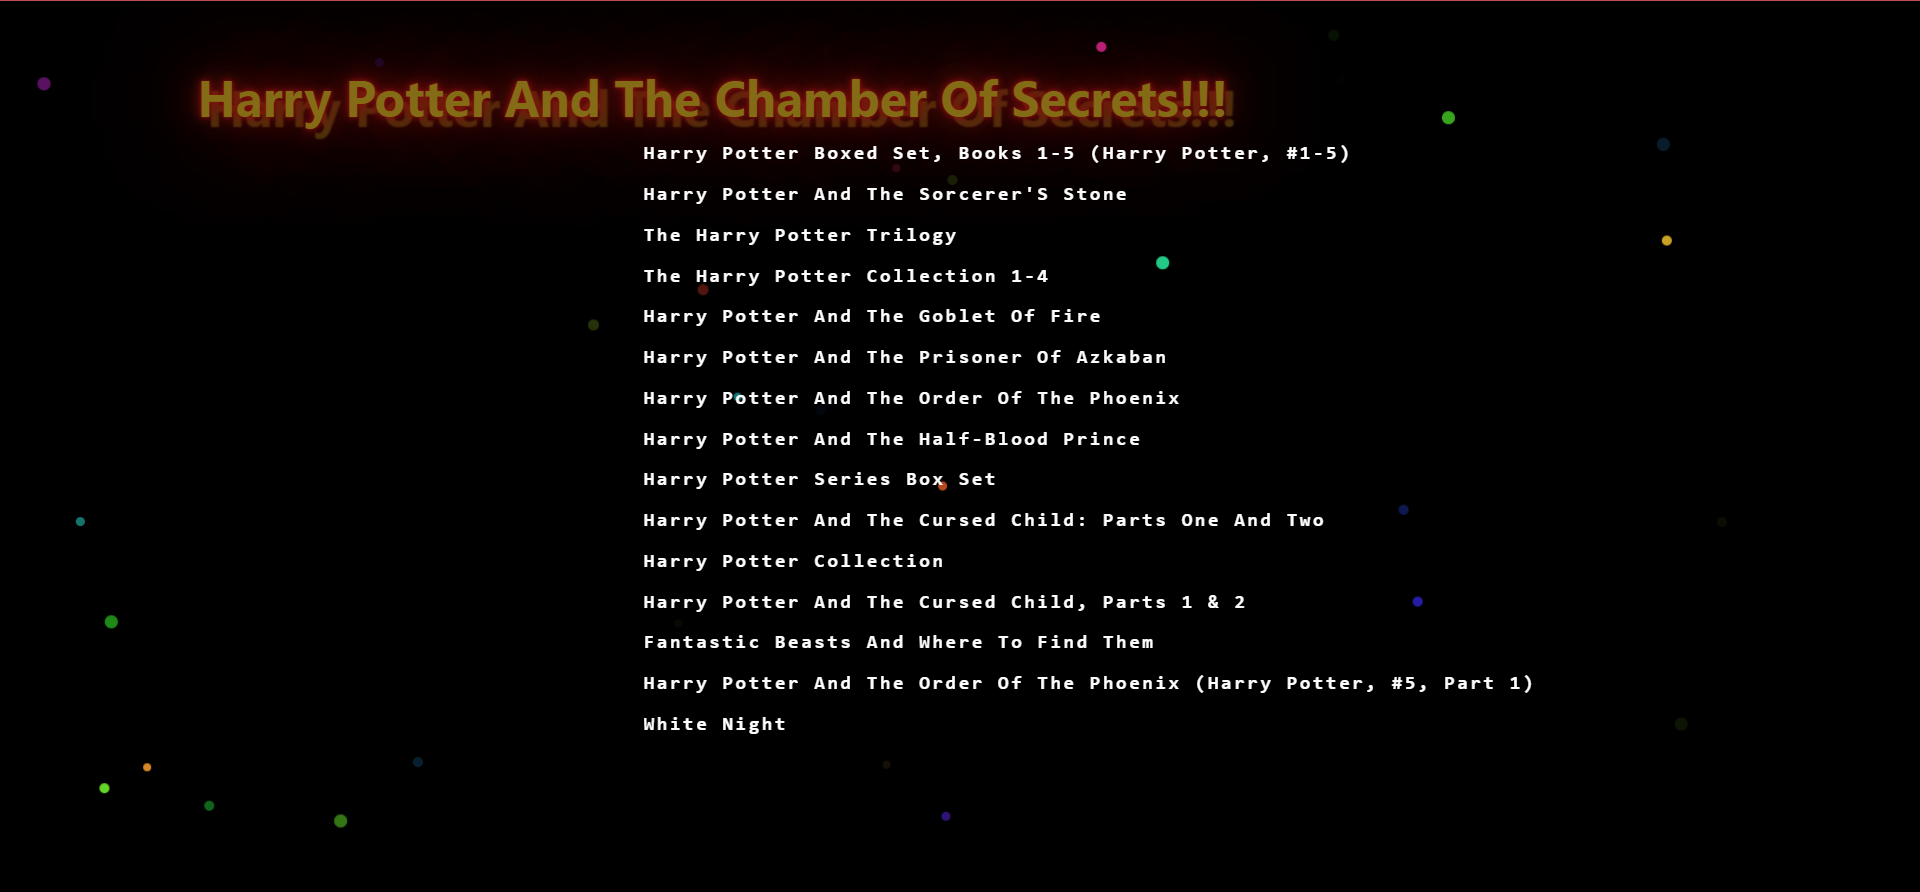 Harry Potter And The Chamber Of Secrets!!!
Harry Potter Boxed Set, Books 1-5 (Harry Potter, #1-5)
Harry Potter And The Sorcerer'S Stone
The Harry Potter Trilogy
The Harry Potter Collection 1-4
Harry Potter And The Goblet Of Fire
Harry Potter And The Prisoner Of Azkaban
Harry Potter And The Order Of The Phoenix
Harry Potter And The Half-Blood Prince
Harry Potter Series Box Set
Harry Potter And The Cursed Child: Parts One And Two
Harry Potter Collection
Harry Potter And The Cursed Child, Parts 1 & 2
Fantastic Beasts And Where To Find Them
Harry Potter And The Order Of The Phoenix (Harry Potter, #5, Part 1)
White Night